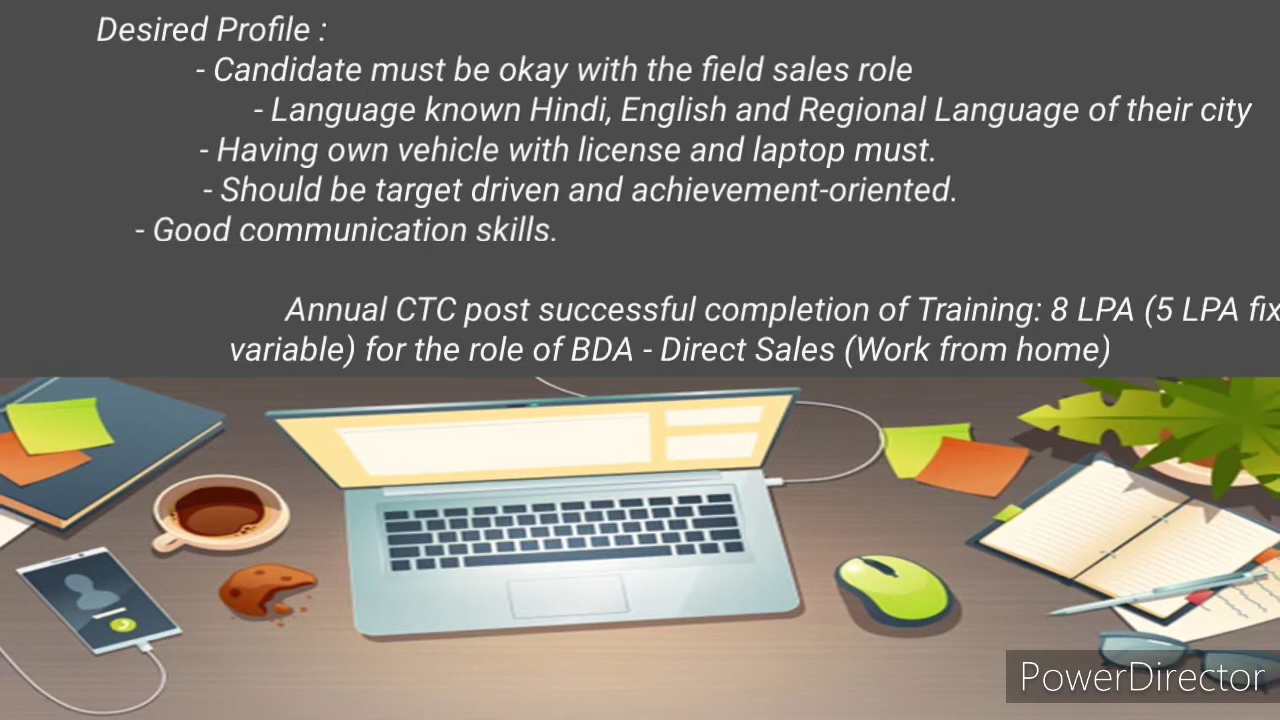 Desired Profile :
- Candidate must be okay with the field sales role
- Language known Hindi, English and Regional Language of their city
- Having own vehicle with license and laptop must.
- Should be target driven and achievement-oriented.
- Good communication skills.
Annual CTC post successful completion of Training: 8 LPA (5 LPA
variable) for the role of BDA - Direct Sales (Work from home)
PowerDirector